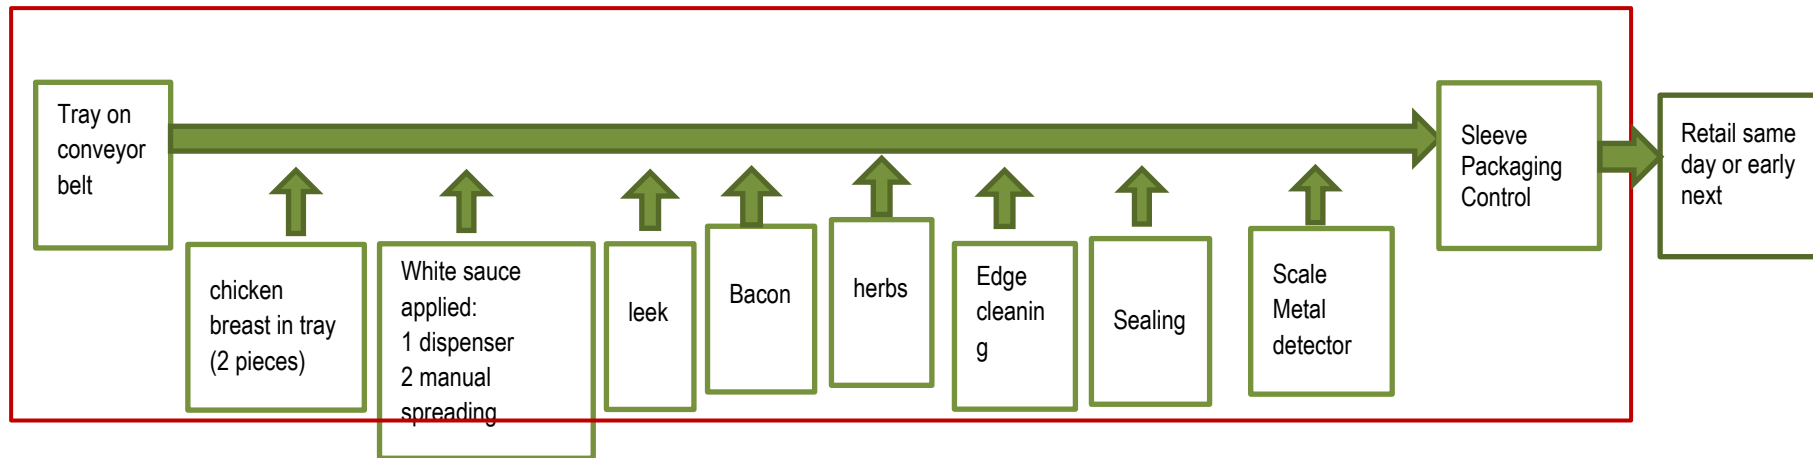 Tray on
conveyor
belt
chicken
breast in tray
(2 pieces)
White sauce
applied:
1 dispenser
2 manual
spreading
leek
Bacon
herbs
Edge
cleanin
g
Sealing
Scale
Metal
detector
Sleeve
Packaging
Control
Retail same
day or early
next